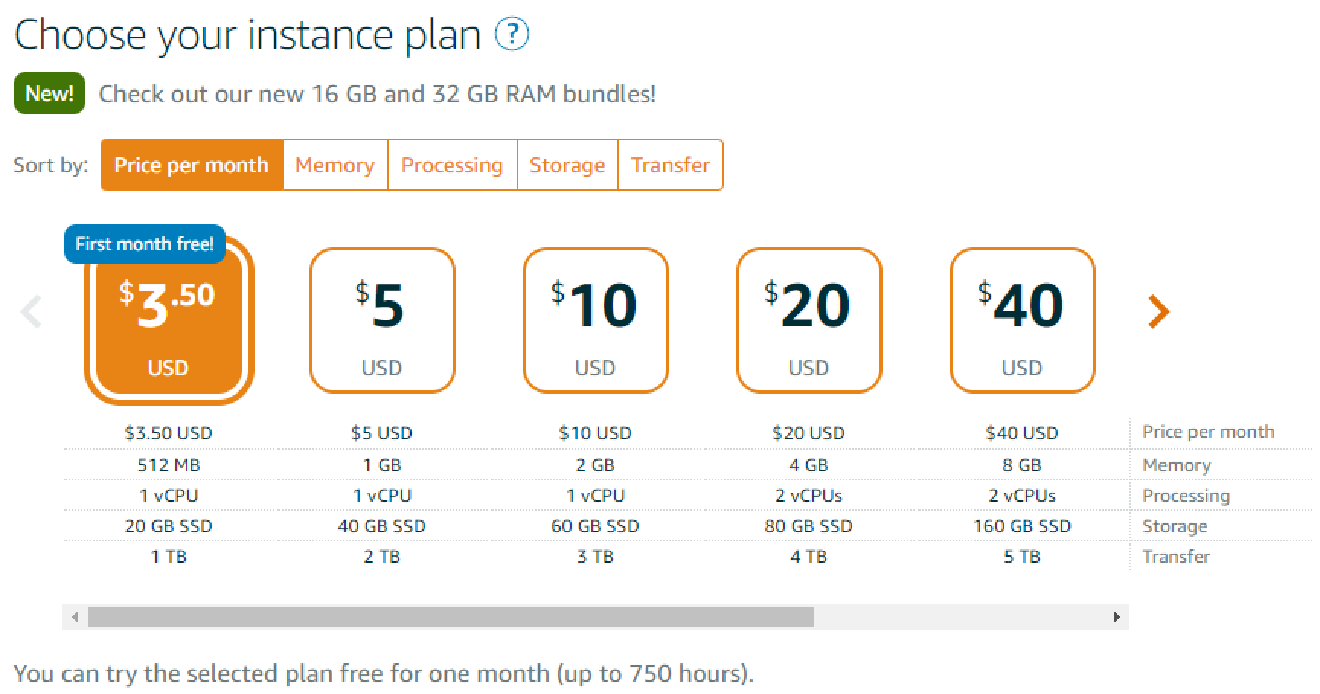 Choose your instance plan ?
New! Check out our new 16 GB and 32 GB RAM bundles!
Sort by: Price per month Memory Processing Storage Transfer
First month free!
$3.50 $5 $10 $20 $40
USD USD USD USD USD
$3.50 USD $5 USD $10 USD $20 USD $40 USD Price per month
512 MB 1 GB 2 GB 4 GB 8 GB Memory
1 vCPU 1 vCPU 1 vCPU 2 vCPUs 2 vCPUs Processing
20 GB SSD 40 GB SSD 60 GB SSD 80 GB SSD 160 GB SSD Storage
1 TB 2 TB 3 TB 4 TB 5 TB Transfer
You can try the selected plan free for one month (up to 750 hours).